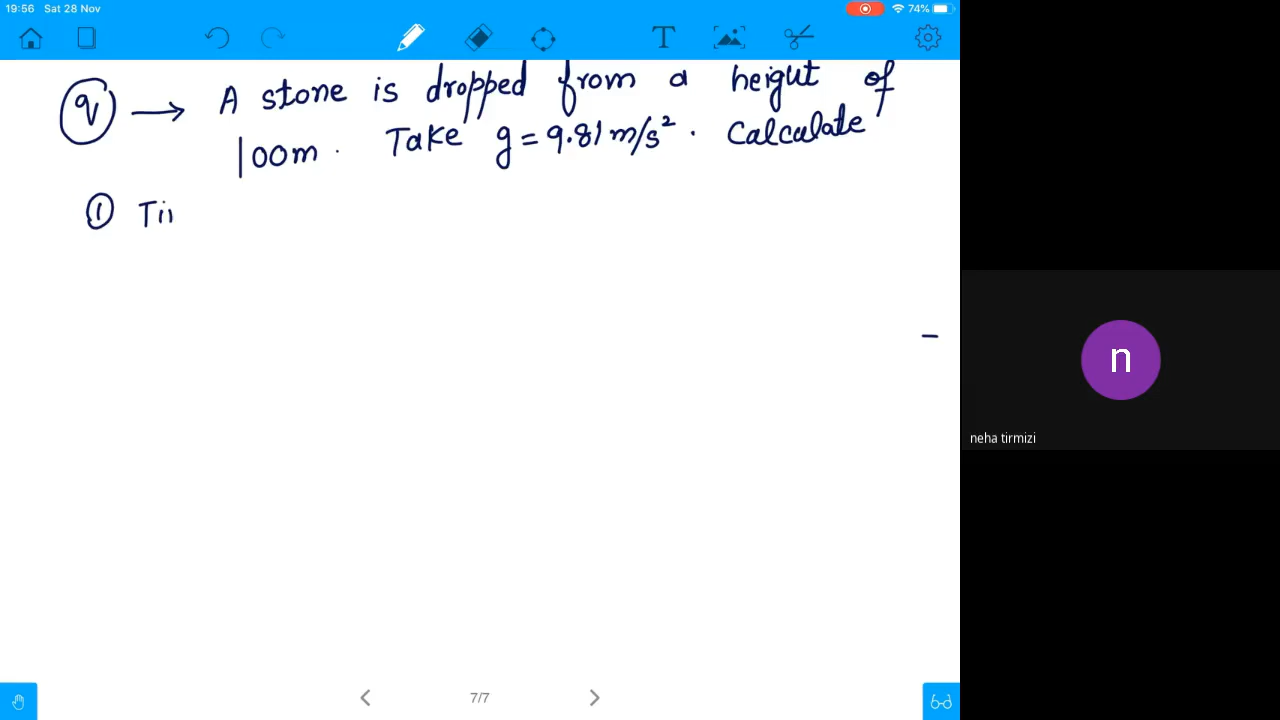 19:56 Sat 28 Nov
74%
T
q → A stone is dropped from a height of
100m. Take g = 9.81 m/s². Calculate
① Tii
n
neha tirmizi
7/7